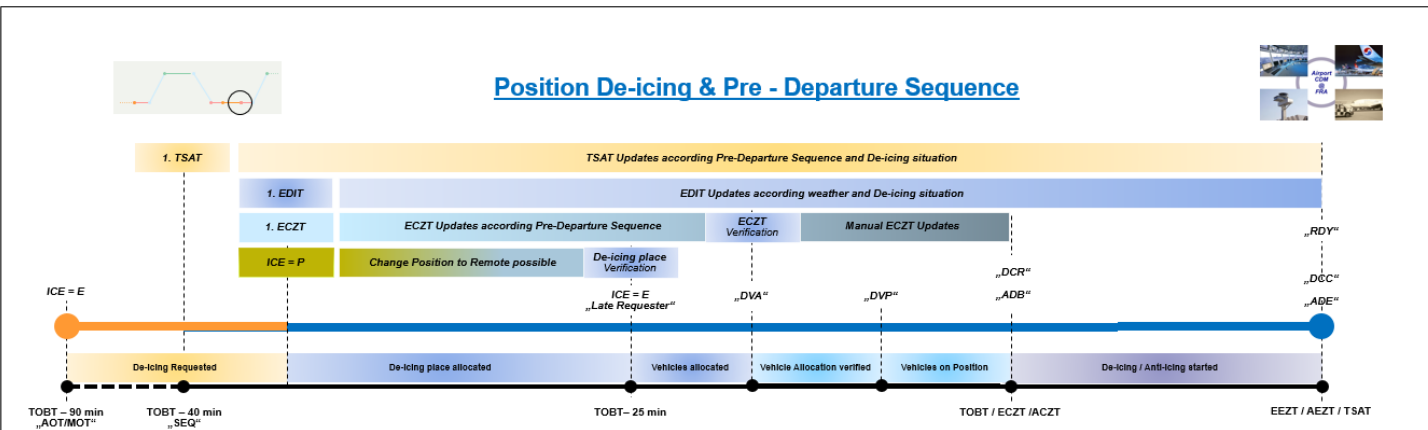 Position De-icing & Pre - Departure Sequence
Airport
CDM
@
FRA
1. TSAT
TSAT Updates according Pre-Departure Sequence and De-icing situation
1. EDIT
EDIT Updates according weather and De-icing situation
1. ECZT
ECZT Updates according Pre-Departure Sequence
ECZT
Verification
Manual ECZT Updates
„RDY“
ICE = P
Change Position to Remote possible
De-icing place
Verification
ICE = E
ICE = E
„Late Requester“
„DVA“
„DVP“
„DCR“
„ADB“
„DCC“
„ADE“
De-Icing Requested
De-icing place allocated
Vehicles allocated
Vehicle Allocation verified
Vehicles on Position
De-icing / Anti-icing started
TOBT – 90 min
„AOT/MOT“
TOBT – 40 min
„SEQ“
TOBT– 25 min
TOBT / ECZT /ACZT
EEZT / AEZT / TSAT